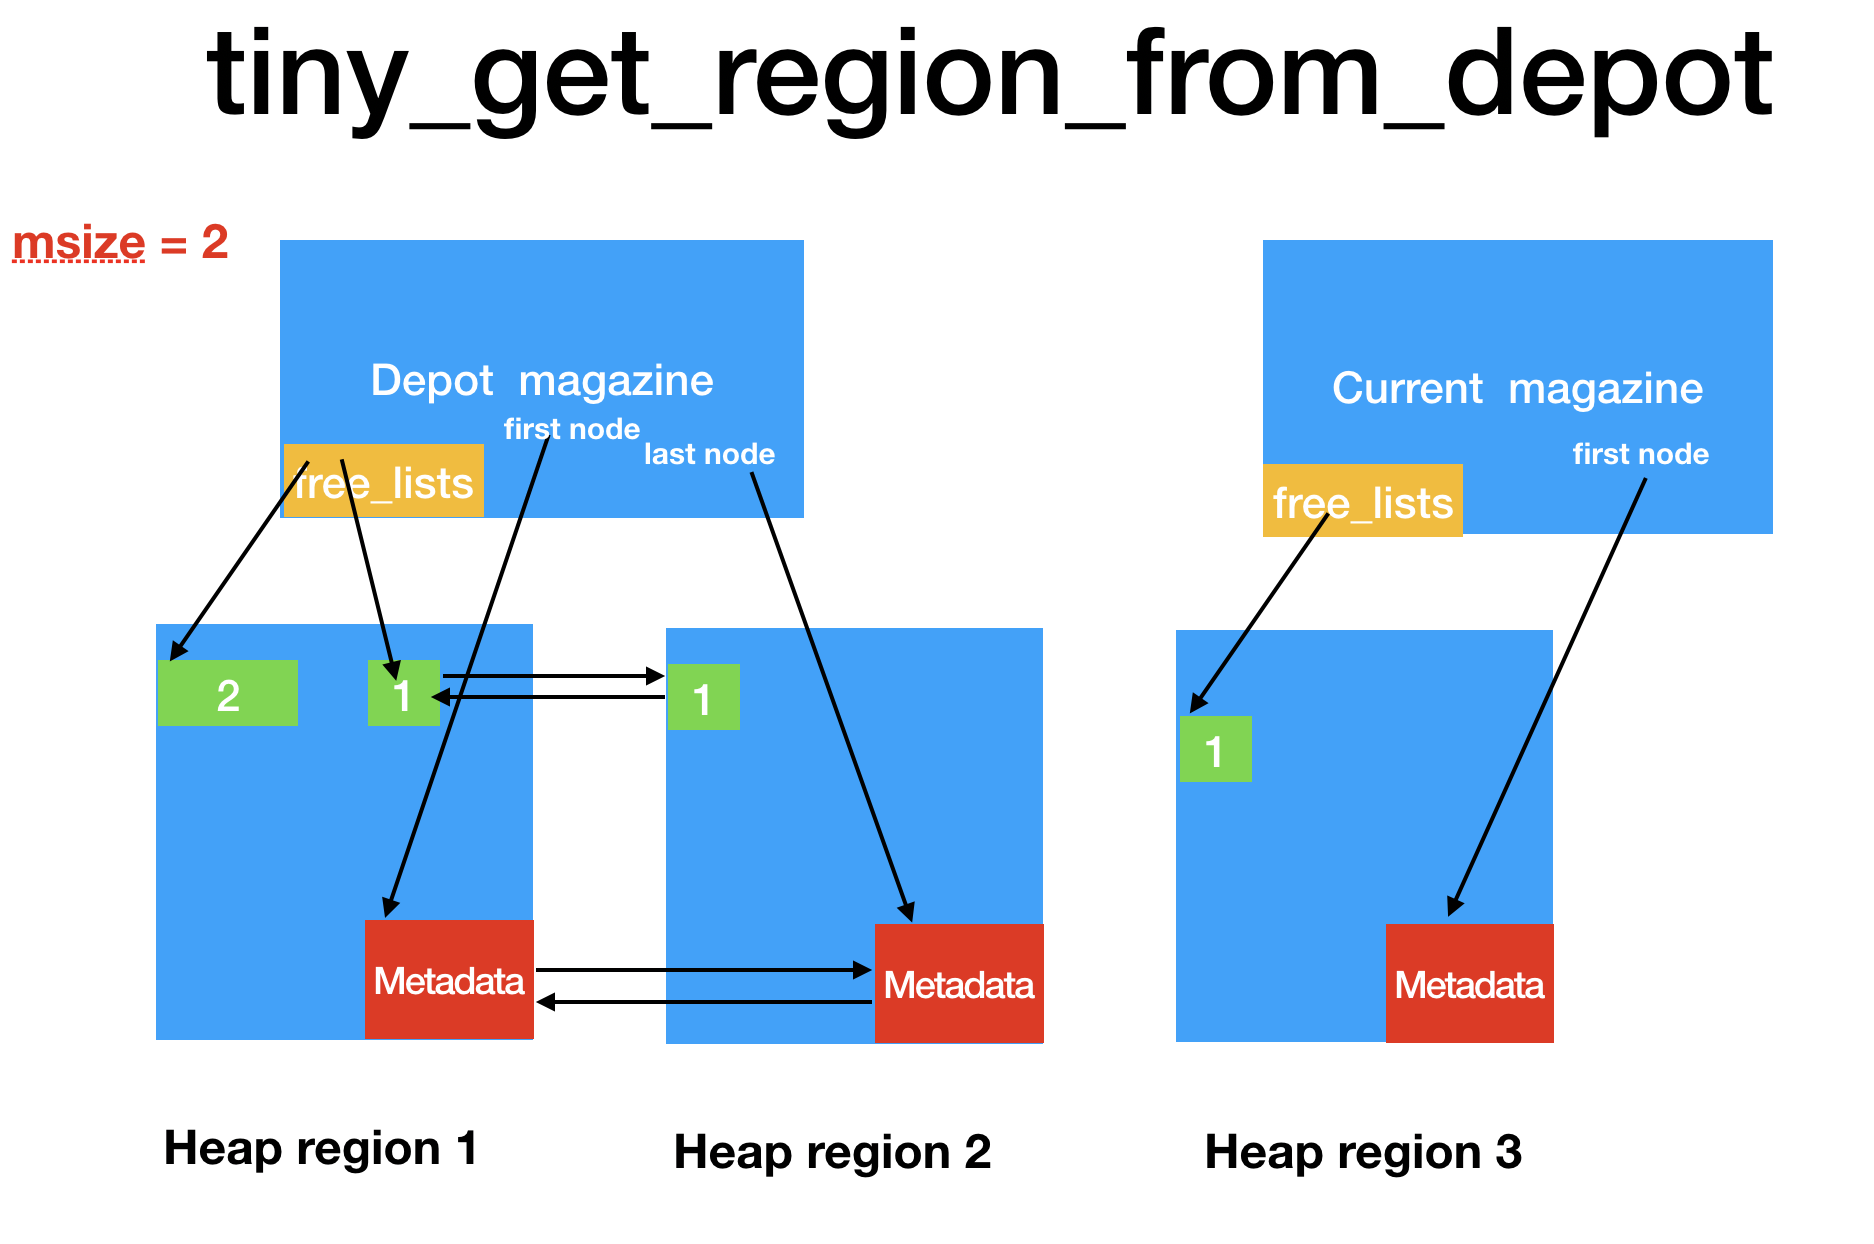 tiny_get_region_from_depot
msize = 2
Depot magazine
first node
last node
free_lists
Current magazine
first node
free_lists
2
1
1
1
Metadata
Metadata
Metadata
Heap region 1
Heap region 2
Heap region 3